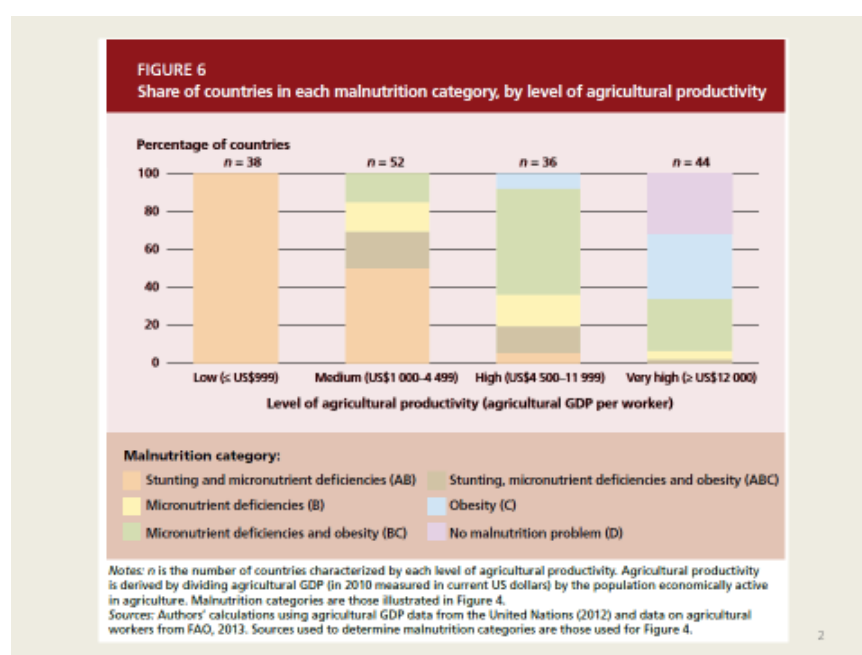 FIGURE 6
Share of countries in each malnutrition category, by level of agricultural productivity
Percentage of countries
n = 38
n = 52
n = 36
n = 44
100
80
60
40
20
0
Low (≤ US$999)
Medium (US$1 000–4 499)
High (US$4 500–11 999)
Very high (≥ US$12 000)
Level of agricultural productivity (agricultural GDP per worker)
Malnutrition category:
Stunting and micronutrient deficiencies (AB)
Stunting, micronutrient deficiencies and obesity (ABC)
Micronutrient deficiencies (B)
Obesity (C)
Micronutrient deficiencies and obesity (BC)
No malnutrition problem (D)
Notes: n is the number of countries characterized by each level of agricultural productivity. Agricultural productivity
is derived by dividing agricultural GDP (in 2010 measured in current US dollars) by the population economically active
in agriculture. Malnutrition categories are those illustrated in Figure 4.
Sources: Authors' calculations using agricultural GDP data from the United Nations (2012) and data on agricultural
workers from FAO, 2013. Sources used to determine malnutrition categories are those used for Figure 4.
2